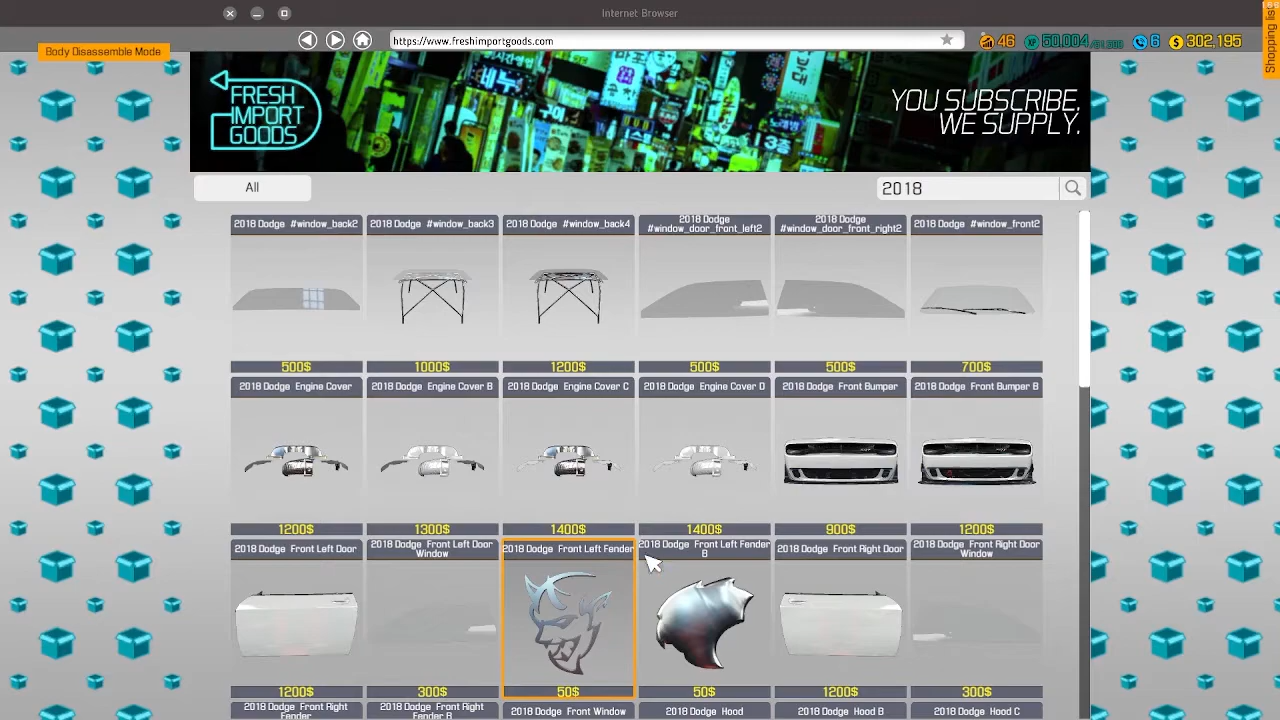 Internet Browser
Shopping list
Body Disassemble Mode
https://www.freshimportgoods.com
46
50,004
6
302,195
FRESH
IMPORT
GOODS
YOU SUBSCRIBE,
WE SUPPLY.
All
2018
2018 Dodge #window_back2
2018 Dodge #window_back3
2018 Dodge #window_back4
2018 Dodge
#window_door_front_left2
2018 Dodge
#window_door_front_right2
2018 Dodge #window_front2
500$
1000$
1200$
500$
500$
700$
2018 Dodge Engine Cover
2018 Dodge Engine Cover B
2018 Dodge Engine Cover C
2018 Dodge Engine Cover D
2018 Dodge Front Bumper
2018 Dodge Front Bumper B
1200$
1300$
1400$
1400$
900$
1200$
2018 Dodge Front Left Door
2018 Dodge Front Left Door
Window
2018 Dodge Front Left Fender
2018 Dodge Front Left Fender
B
2018 Dodge Front Right Door
2018 Dodge Front Right Door
Window
1200$
300$
50$
50$
1200$
300$
2018 Dodge Front Right
Fender
2018 Dodge Front Right
Fender B
2018 Dodge Front Window
2018 Dodge Hood
2018 Dodge Hood B
2018 Dodge Hood C